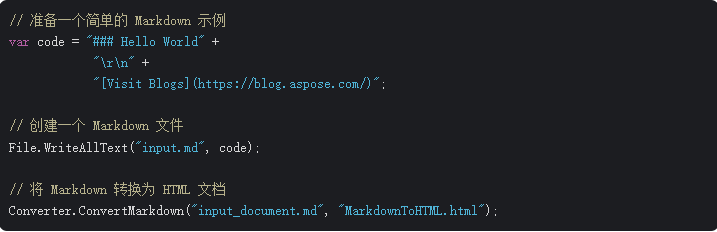 // 准备一个简单的 Markdown 示例
var code = "### Hello World" +
"\r\n" +
"[Visit Blogs](https://blog.aspose.com/)";
// 创建一个 Markdown 文件
File.WriteAllText("input.md", code);
// 将 Markdown 转换为 HTML 文档
Converter.ConvertMarkdown("input_document.md", "MarkdownToHTML.html");